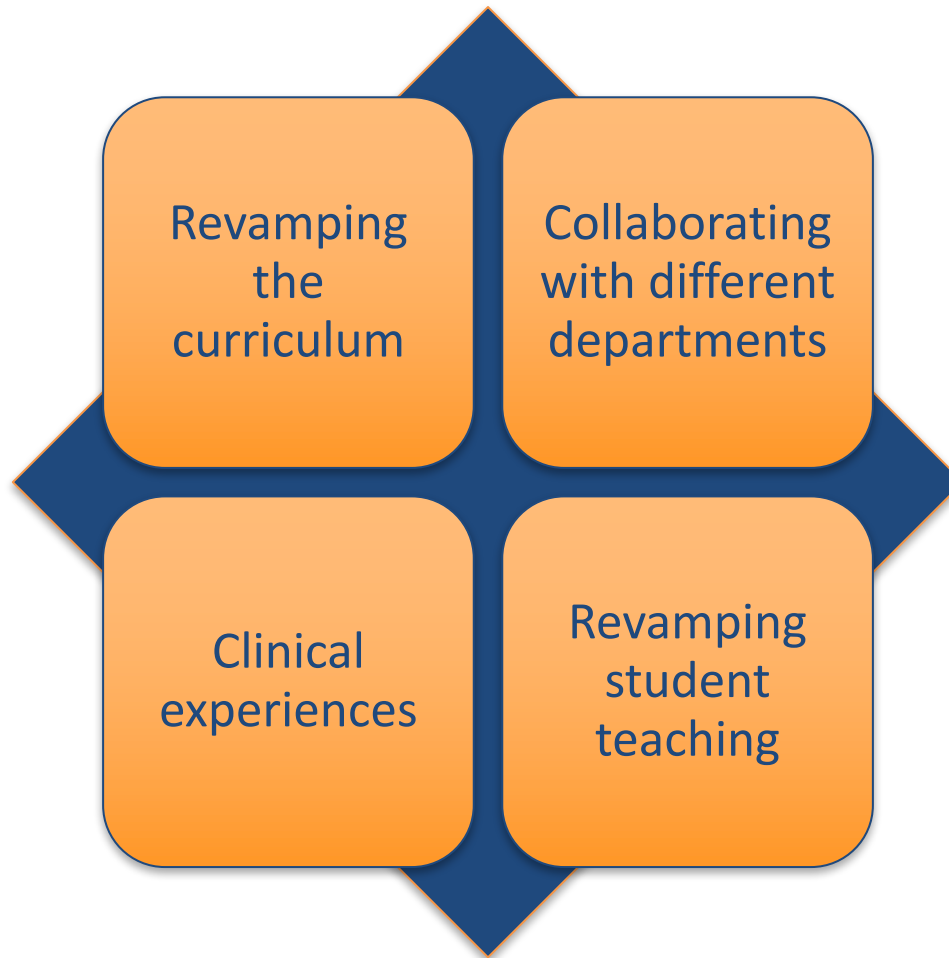 Revamping
the
curriculum
Collaborating
with different
departments
Clinical
experiences
Revamping
student
teaching